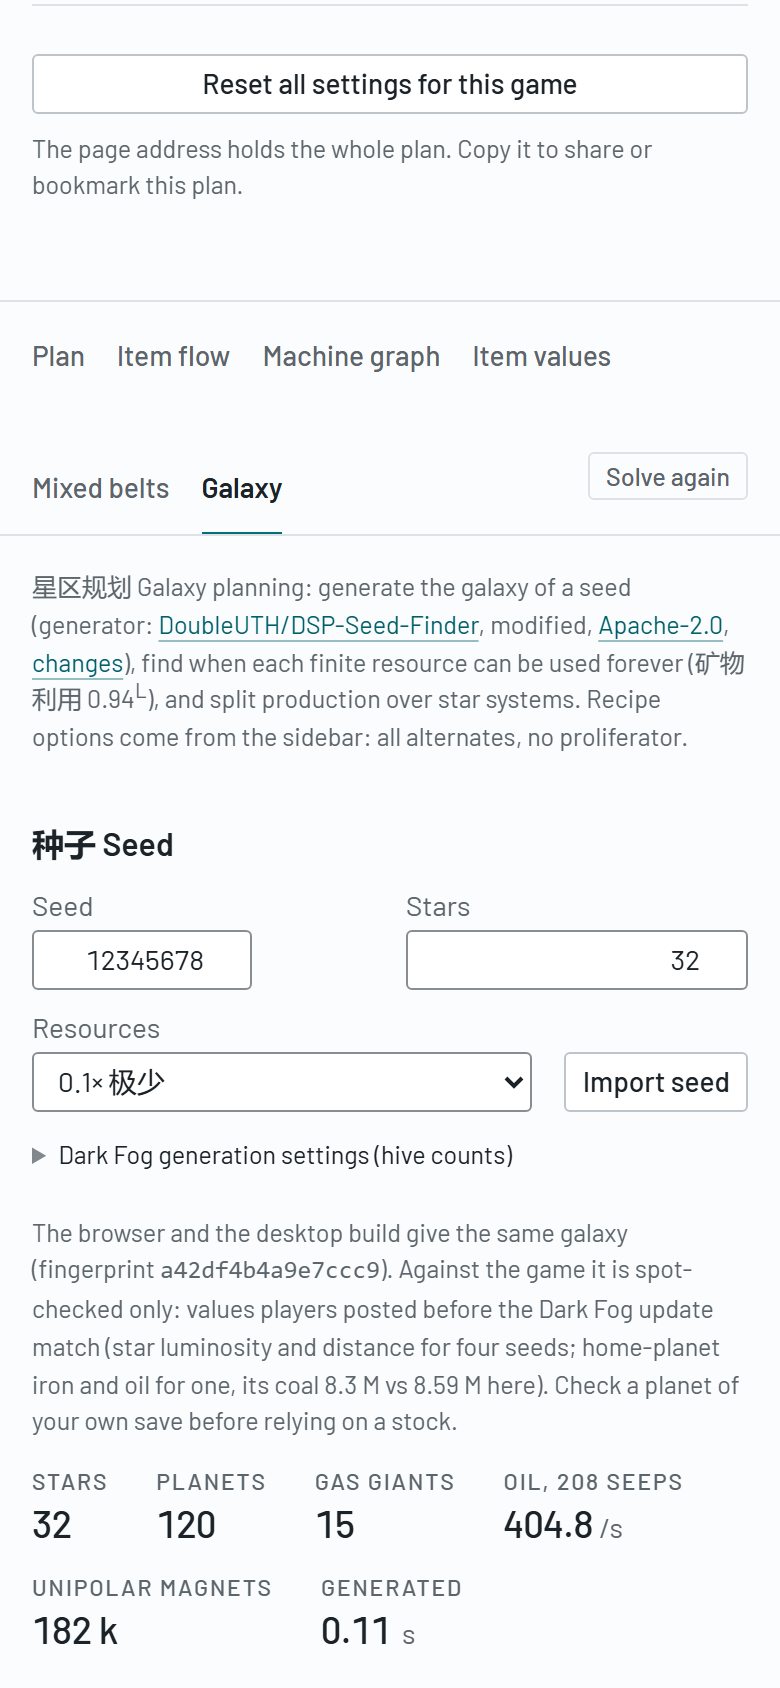 Reset all settings for this game
The page address holds the whole plan. Copy it to share or
bookmark this plan.
Plan Item flow Machine graph Item values
Mixed belts Galaxy Solve again
星区规划 Galaxy planning: generate the galaxy of a seed
(generator: DoubleUTH/DSP-Seed-Finder, modified, Apache-2.0,
changes), find when each finite resource can be used forever (矿物
利用 0.94^L), and split production over star systems. Recipe
options come from the sidebar: all alternates, no proliferator.
种子 Seed
Seed Stars
12345678 32
Resources
0.1× 极少 Import seed
Dark Fog generation settings (hive counts)
The browser and the desktop build give the same galaxy
(fingerprint a42df4b4a9e7ccc9). Against the game it is spot-
checked only: values players posted before the Dark Fog update
match (star luminosity and distance for four seeds; home-planet
iron and oil for one, its coal 8.3 M vs 8.59 M here). Check a planet of
your own save before relying on a stock.
STARS PLANETS GAS GIANTS OIL, 208 SEEPS
32 120 15 404.8 /s
UNIPOLAR MAGNETS GENERATED
182 k 0.11 s